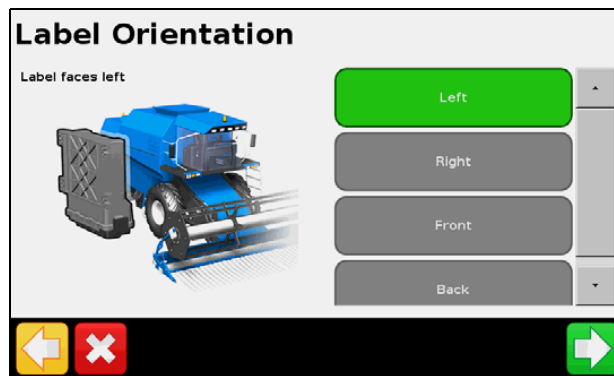 Label Orientation
Label faces left
Left
Right
Front
Back